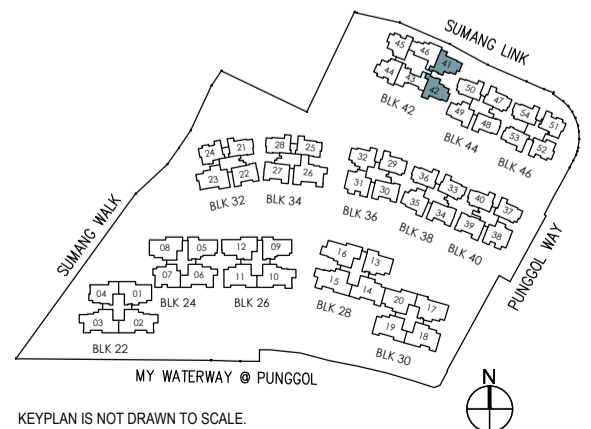 SUMANG LINK
45 46 41
44 43 42
BLK 42
50 47
49 48
BLK 44
54 51
53 52
BLK 46
24 21
23 22
BLK 32
28 25
27 26
BLK 34
32 29
31 30
BLK 36
36 33
35 34
BLK 38
40 37
39 38
BLK 40
SUMANG WALK
PUNGGOL WAY
08 05
07 06
BLK 24
12 09
11 10
BLK 26
16 13
15 14
BLK 28
20 17
19 18
BLK 30
04 01
03 02
BLK 22
MY WATERWAY @ PUNGGOL
N
KEYPLAN IS NOT DRAWN TO SCALE.